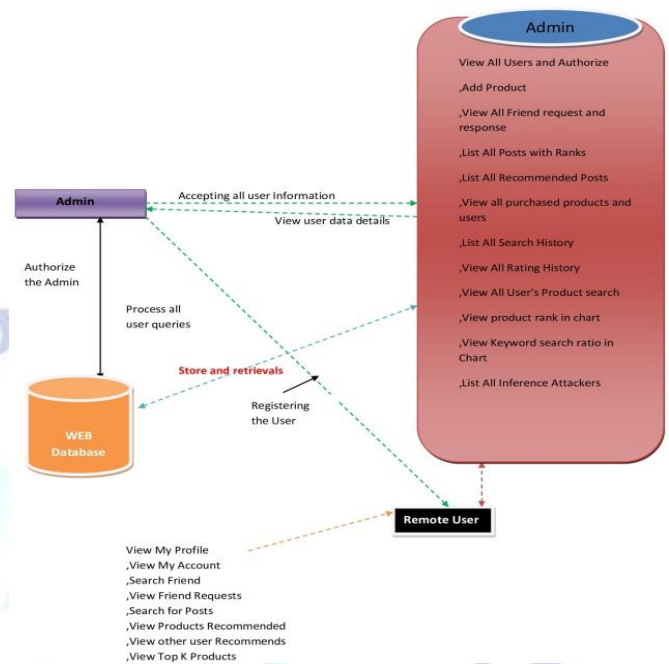 Admin
View All Users and Authorize
,Add Product
,View All Friend request and
response
,List All Posts with Ranks
,List All Recommended Posts
,View all purchased products and
users
,List All Search History
,View All Rating History
,View All User's Product search
,View product rank in chart
,View Keyword search ratio in
Chart
,List All Inference Attackers
Admin
Accepting all user Information
View user data details
Authorize
the Admin
Process all
user queries
Store and retrievals
Registering
the User
WEB
Database
Remote User
View My Profile
,View My Account
,Search Friend
,View Friend Requests
,Search for Posts
,View Products Recommended
,View other user Recommends
,View Top K Products